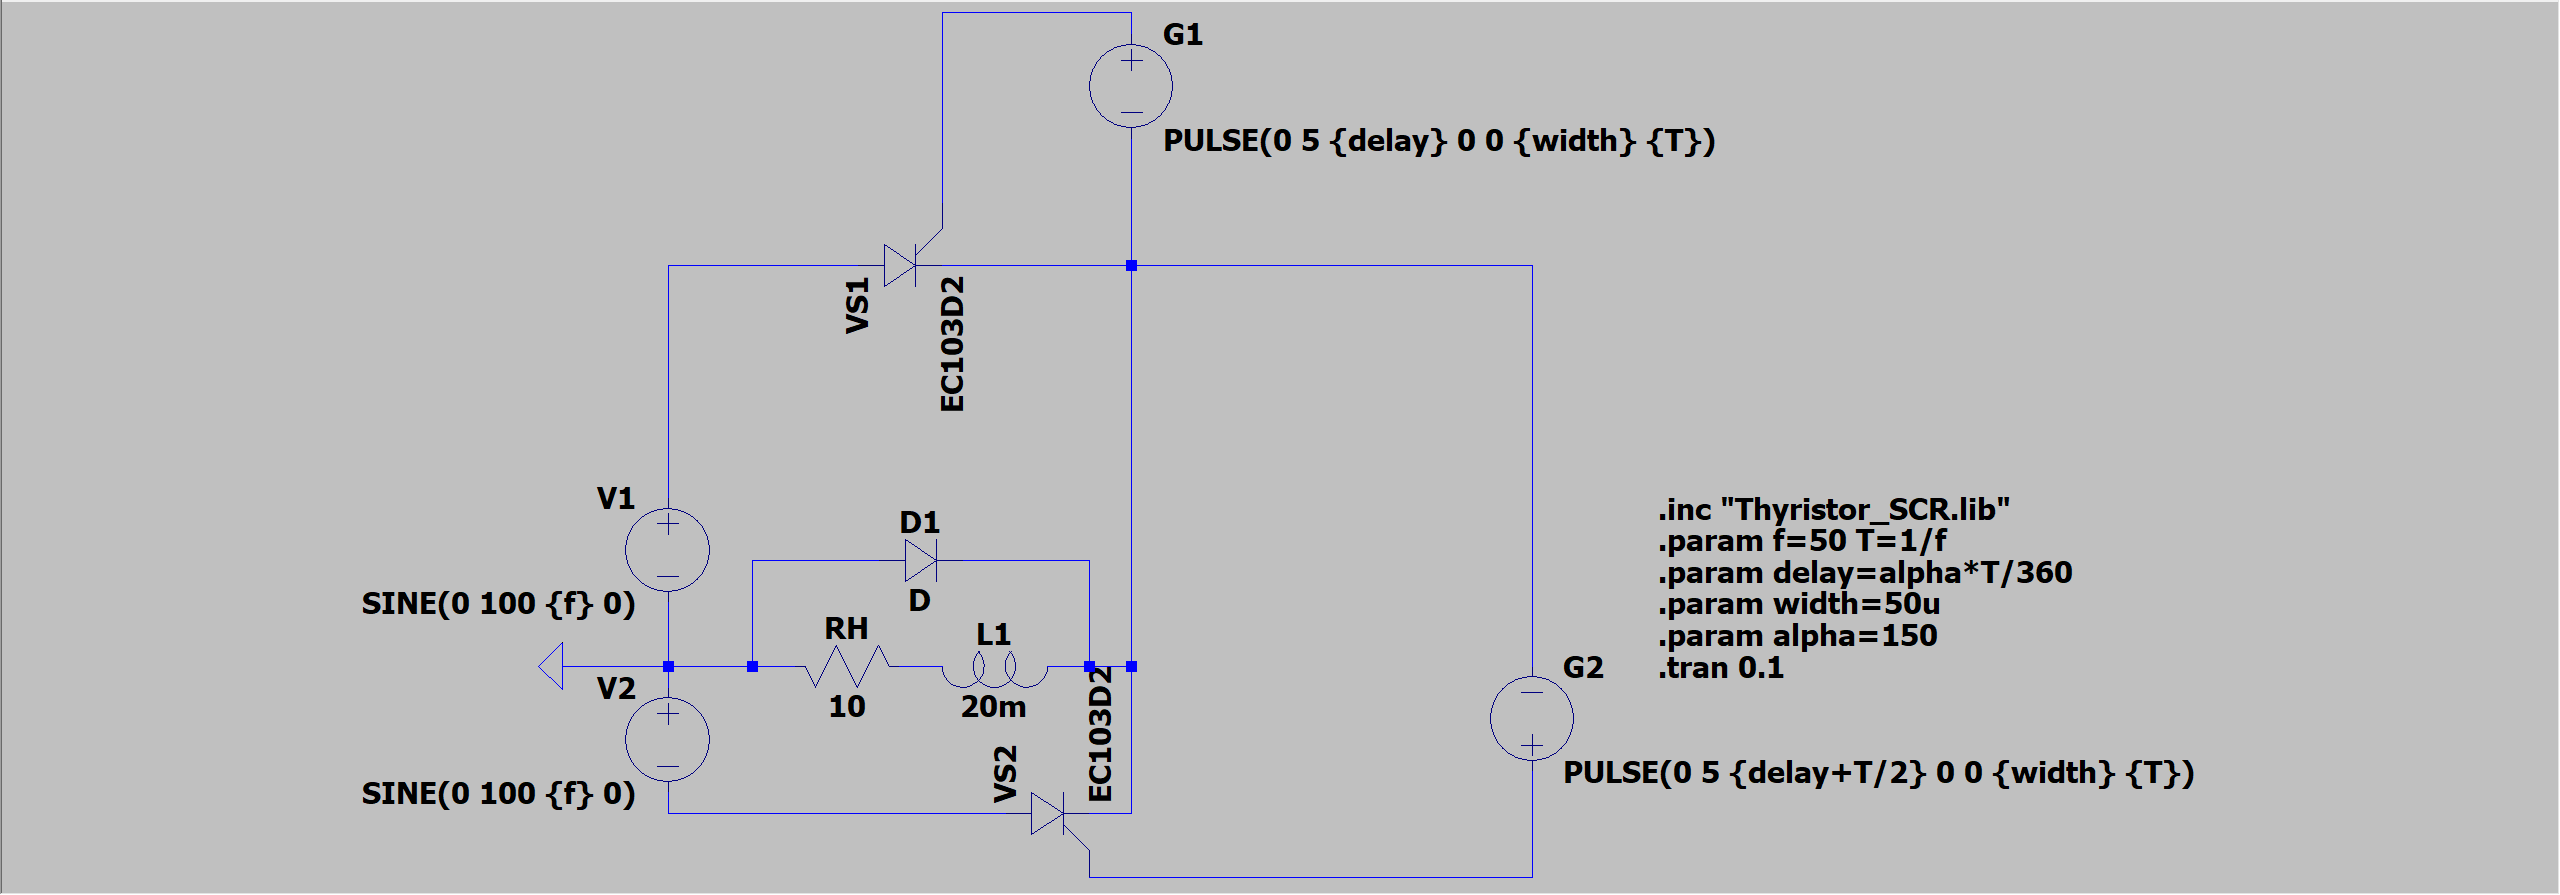 G1
PULSE(0 5 {delay} 0 0 {width} {T})
VS1
EC103D2
V1
SINE(0 100 {f} 0)
D1
D
RH
10
L1
20m
V2
SINE(0 100 {f} 0)
VS2
EC103D2
G2
PULSE(0 5 {delay+T/2} 0 0 {width} {T})
.inc "Thyristor_SCR.lib"
.param f=50 T=1/f
.param delay=alpha*T/360
.param width=50u
.param alpha=150
.tran 0.1